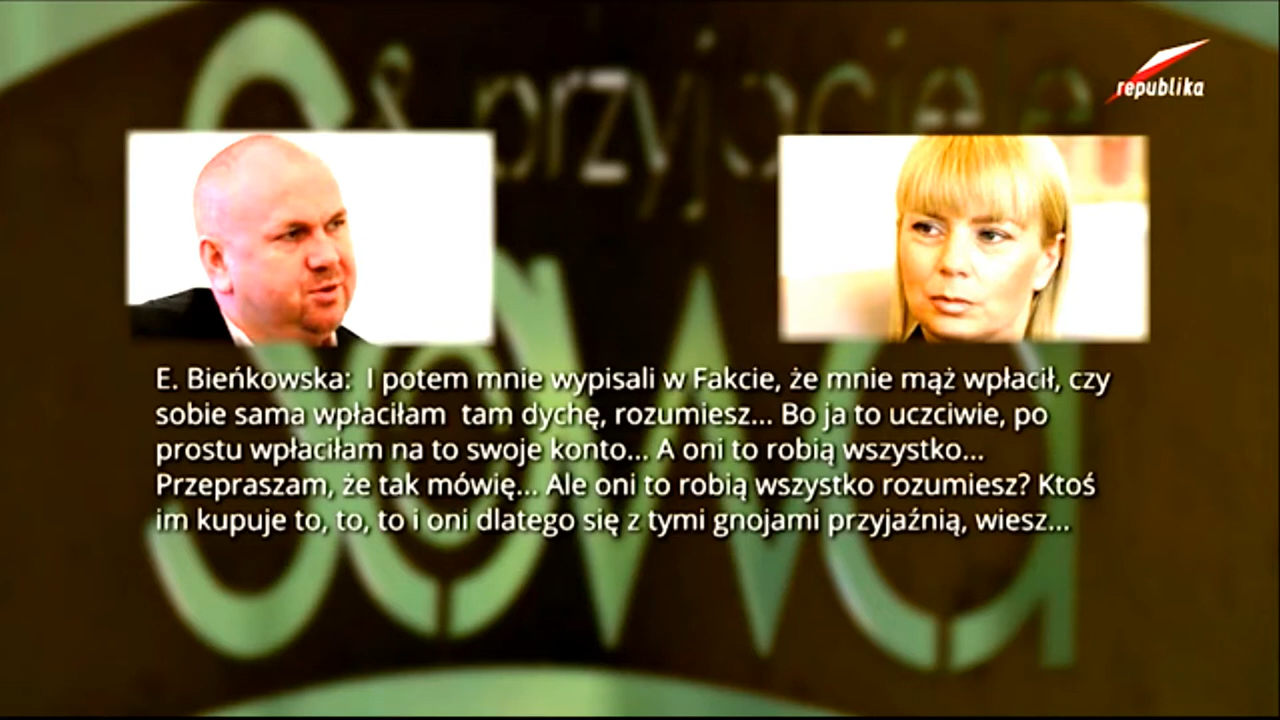 & przyjaciele
republika
sowa
E. Bieńkowska: I potem mnie wypisali w Fakcie, że mnie mąż wpłacił, czy
sobie sama wpłaciłam tam dychę, rozumiesz... Bo ja to uczciwie, po
prostu wpłaciłam na to swoje konto... A oni to robią wszystko...
Przepraszam, że tak mówię... Ale oni to robią wszystko rozumiesz? Ktoś
im kupuje to, to, to i oni dlatego się z tymi gnojami przyjaźnią, wiesz...